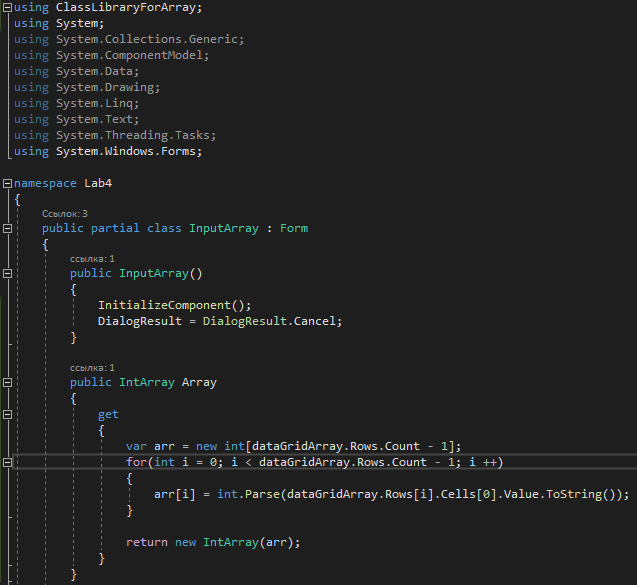 using ClassLibraryForArray;
using System;
using System.Collections.Generic;
using System.ComponentModel;
using System.Data;
using System.Drawing;
using System.Linq;
using System.Text;
using System.Threading.Tasks;
using System.Windows.Forms;
namespace Lab4
{
Ссылок: 3
public partial class InputArray : Form
{
ссылка: 1
public InputArray()
{
InitializeComponent();
DialogResult = DialogResult.Cancel;
}
ссылка: 1
public IntArray Array
{
get
{
var arr = new int[dataGridArray.Rows.Count - 1];
for(int i = 0; i < dataGridArray.Rows.Count - 1; i ++)
{
arr[i] = int.Parse(dataGridArray.Rows[i].Cells[0].Value.ToString());
}
return new IntArray(arr);
}
}